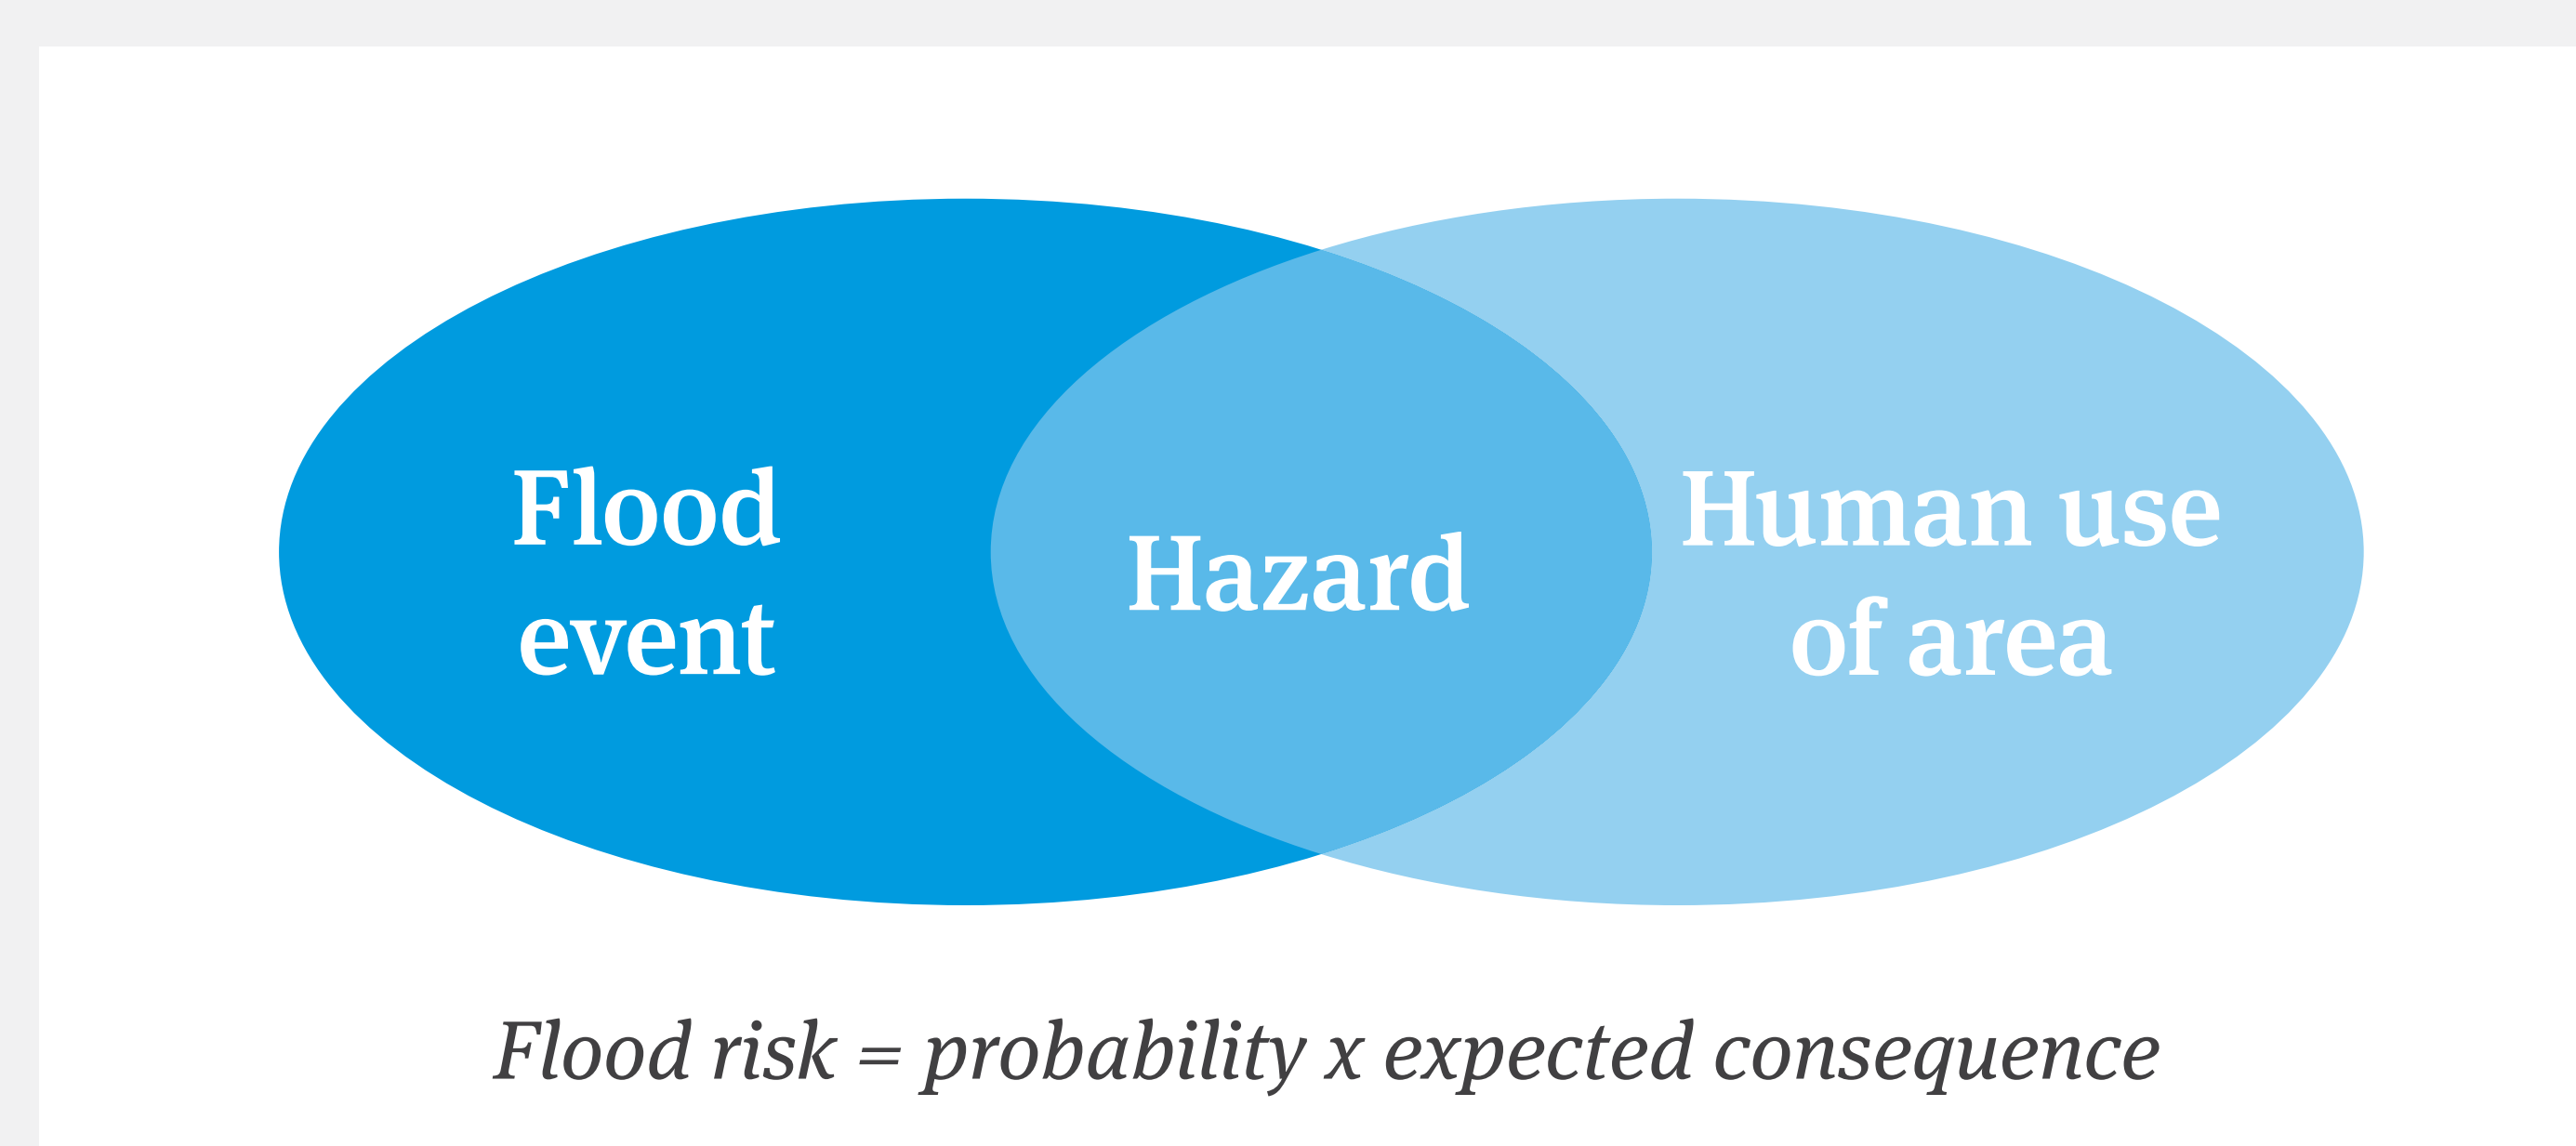 Flood
event
Hazard
Human use
of area
Flood risk = probability x expected consequence